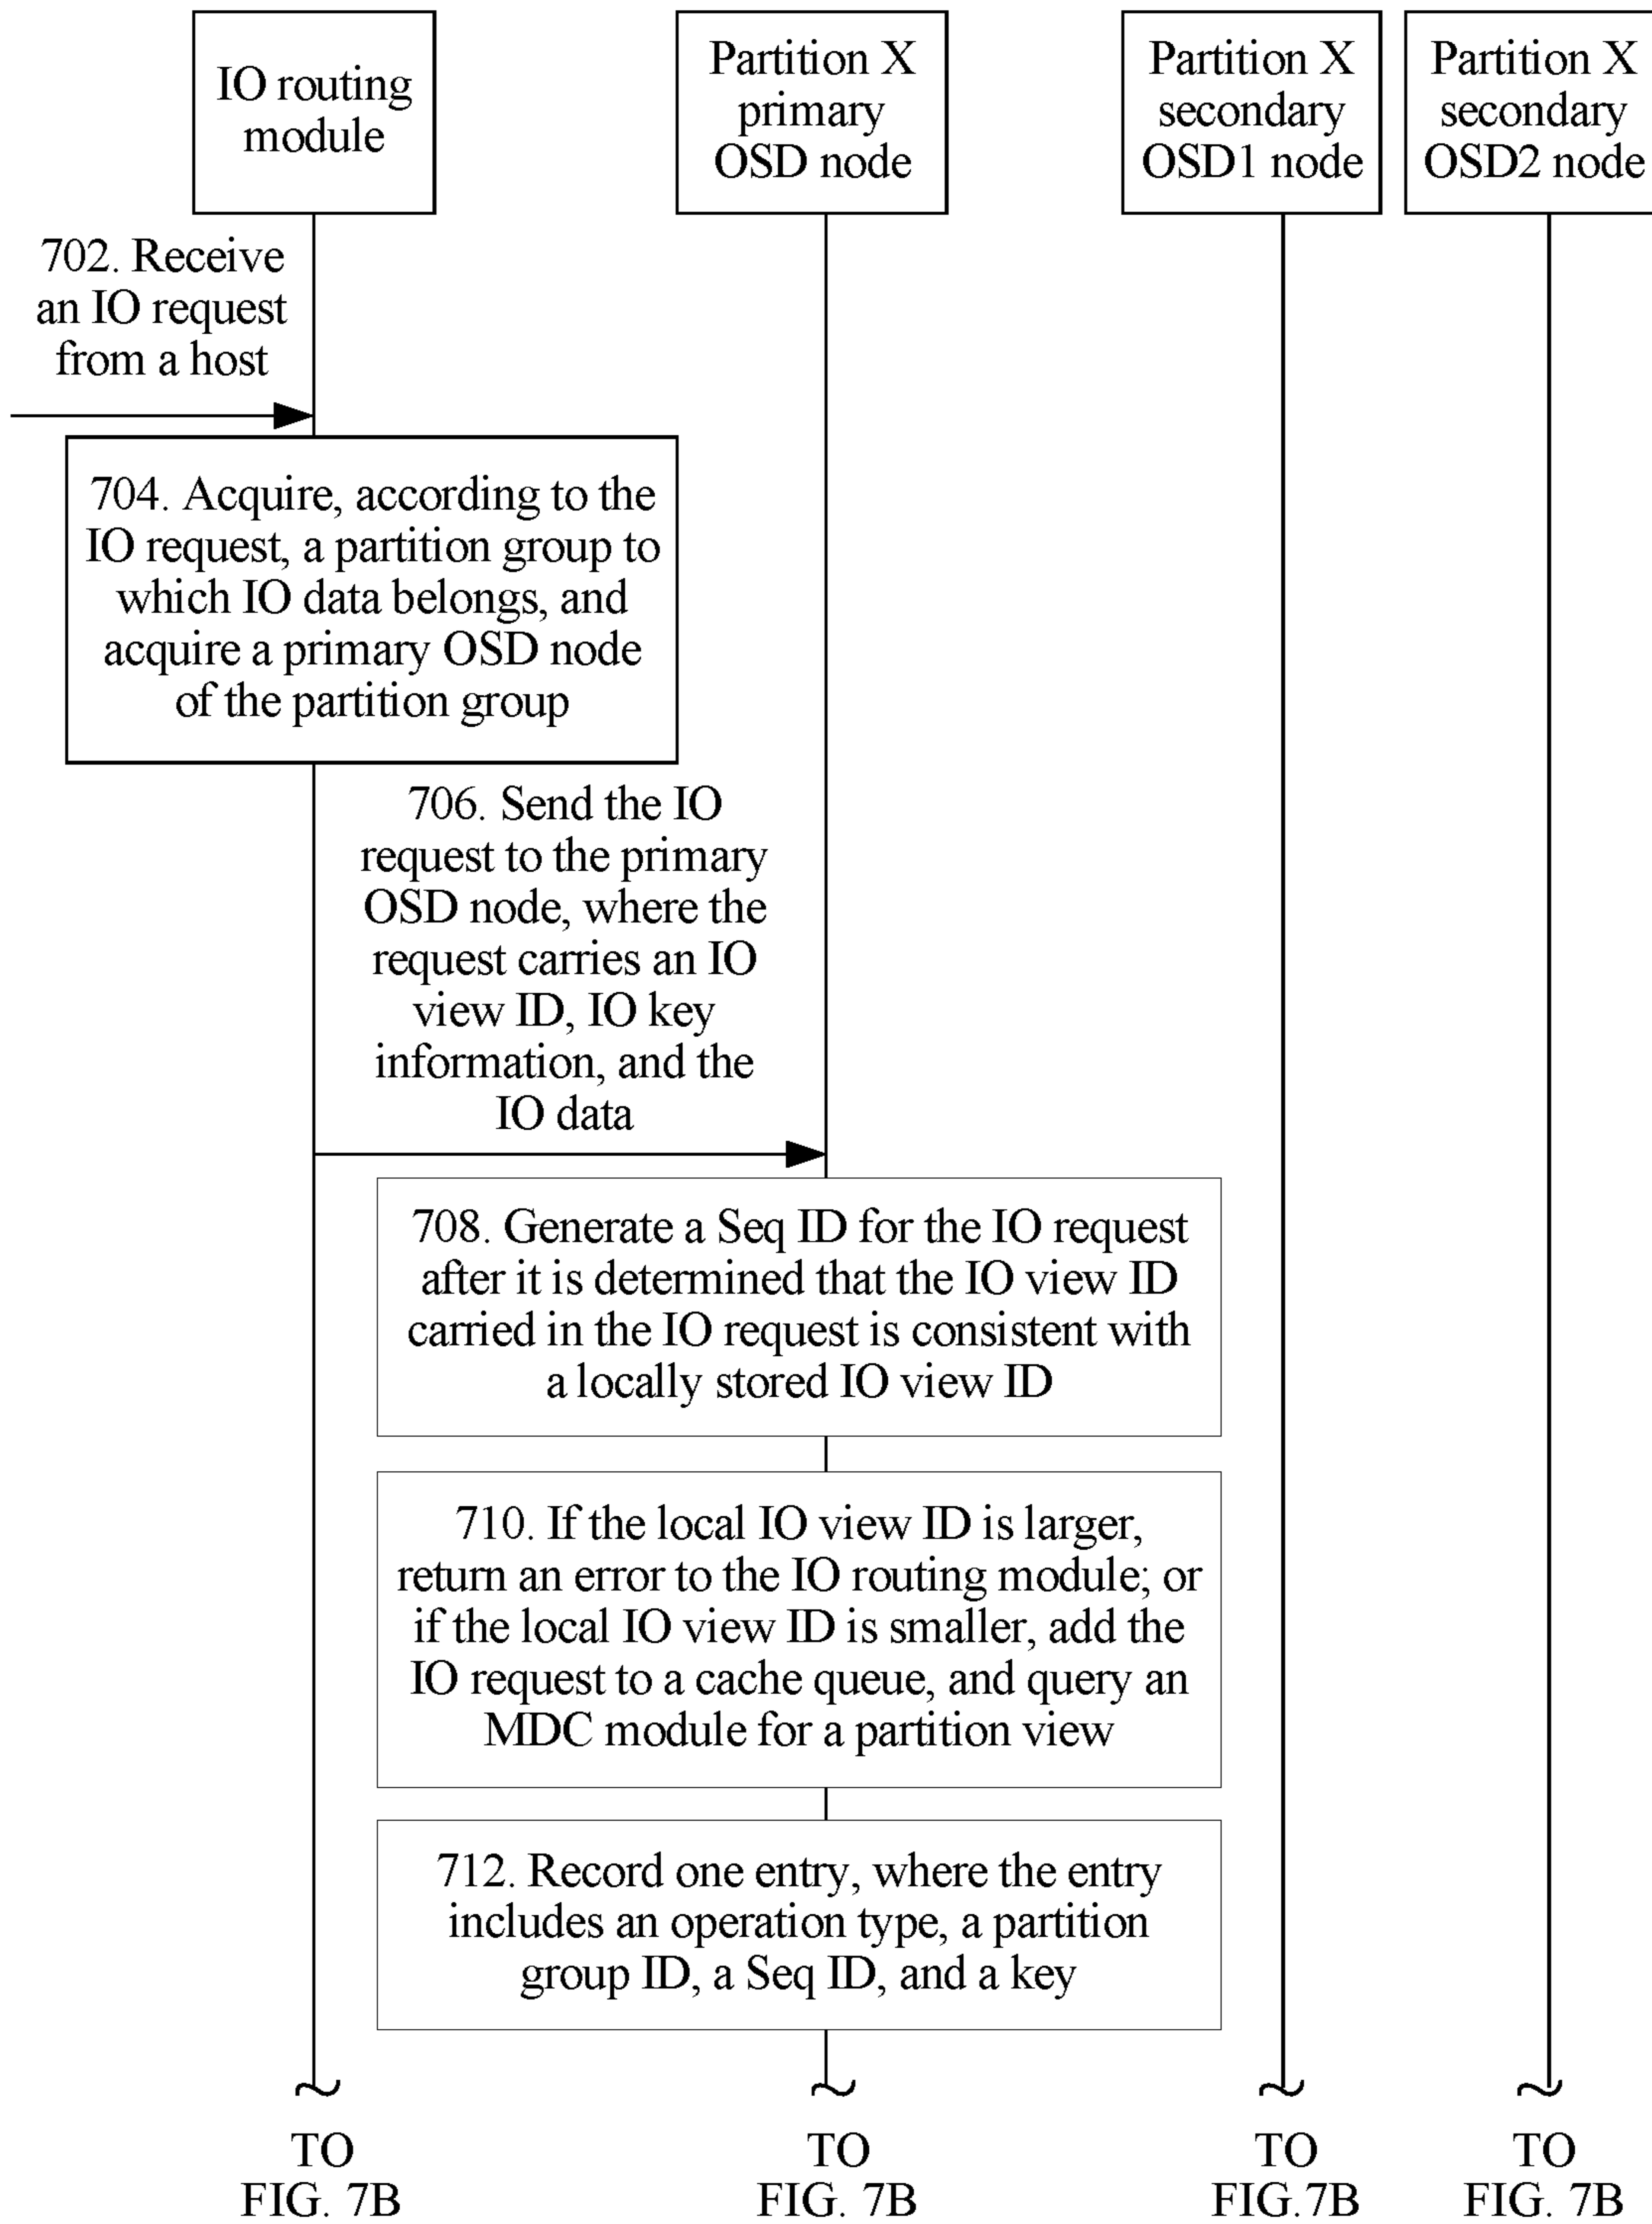 IO routing
module
Partition X
primary
OSD node
Partition X
secondary
OSD1 node
Partition X
secondary
OSD2 node
702. Receive
an IO request
from a host
704. Acquire, according to the
IO request, a partition group to
which IO data belongs, and
acquire a primary OSD node
of the partition group
706. Send the IO
request to the primary
OSD node, where the
request carries an IO
view ID, IO key
information, and the
IO data
708. Generate a Seq ID for the IO request
after it is determined that the IO view ID
carried in the IO request is consistent with
a locally stored IO view ID
710. If the local IO view ID is larger,
return an error to the IO routing module; or
if the local IO view ID is smaller, add the
IO request to a cache queue, and query an
MDC module for a partition view
712. Record one entry, where the entry
includes an operation type, a partition
group ID, a Seq ID, and a key
TO
FIG. 7B
TO
FIG. 7B
TO
FIG.7B
TO
FIG. 7B